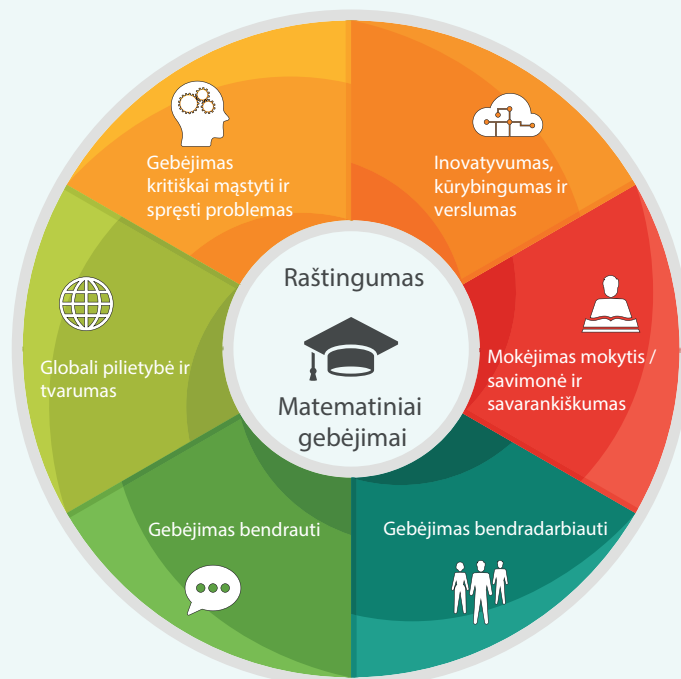 Gebėjimas
kritiškai mąstyti ir
spręsti problemas
Inovatyvumas,
kūrybingumas ir
verslumas
Mokėjimas mokytis /
savimonė ir
savarankiškumas
Gebėjimas bendradarbiauti
Gebėjimas bendrauti
Globali pilietybė ir
tvarumas
Raštingumas
Matematiniai
gebėjimai